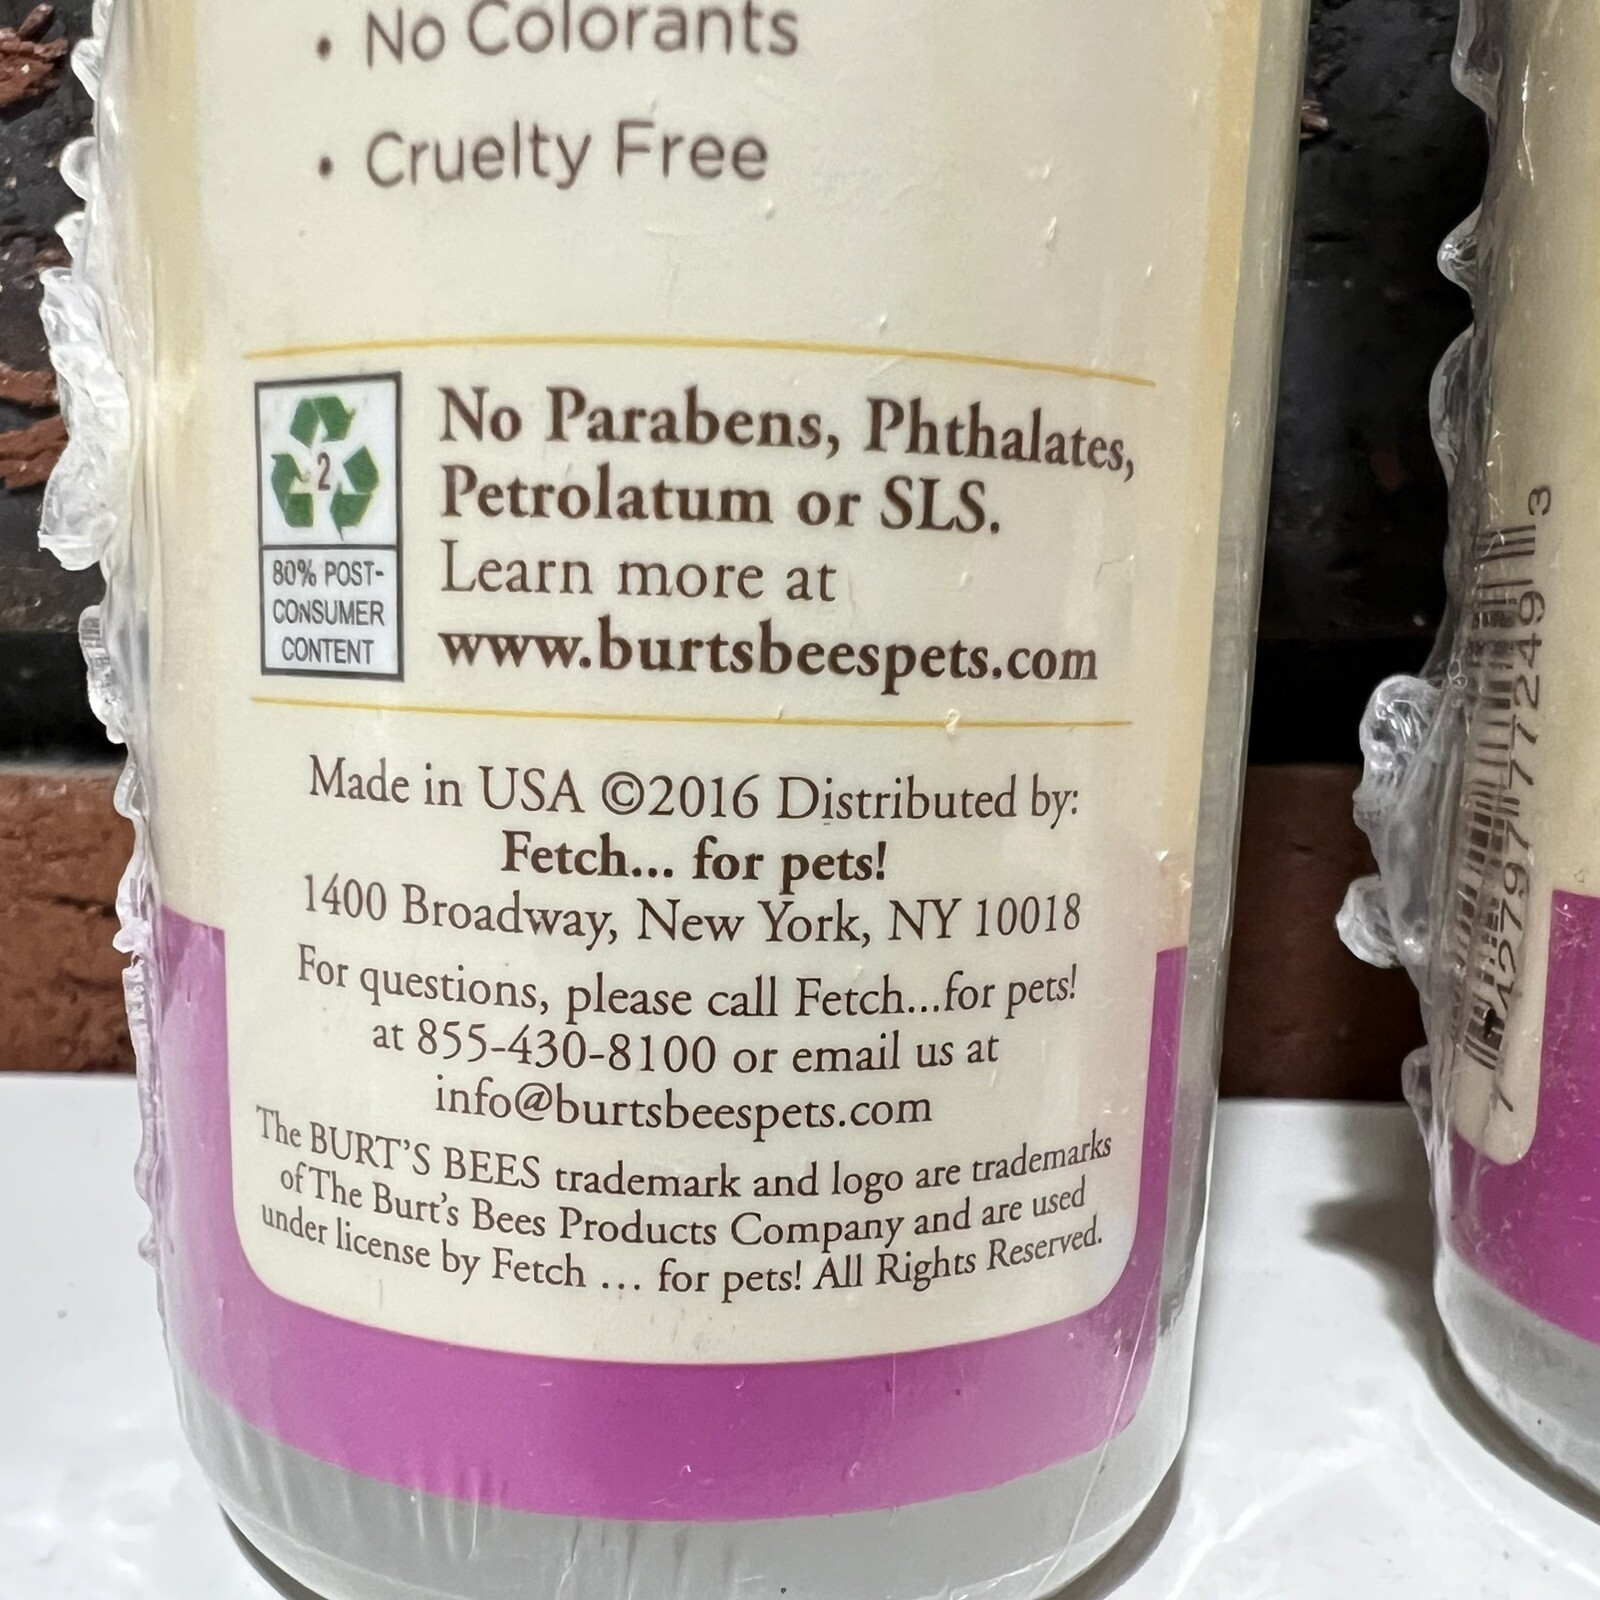 • No Colorants
• Cruelty Free
2
80% POST-
CONSUMER
CONTENT
No Parabens, Phthalates,
Petrolatum or SLS.
Learn more at
www.burtsbeespets.com
Made in USA ©2016 Distributed by:
Fetch... for pets!
1400 Broadway, New York, NY 10018
For questions, please call Fetch...for pets!
at 855-430-8100 or email us at
info@burtsbeespets.com
The BURT'S BEES trademark and logo are trademarks
of The Burt's Bees Products Company and are used
under license by Fetch ... for pets! All Rights Reserved.
7 42797 77249 3